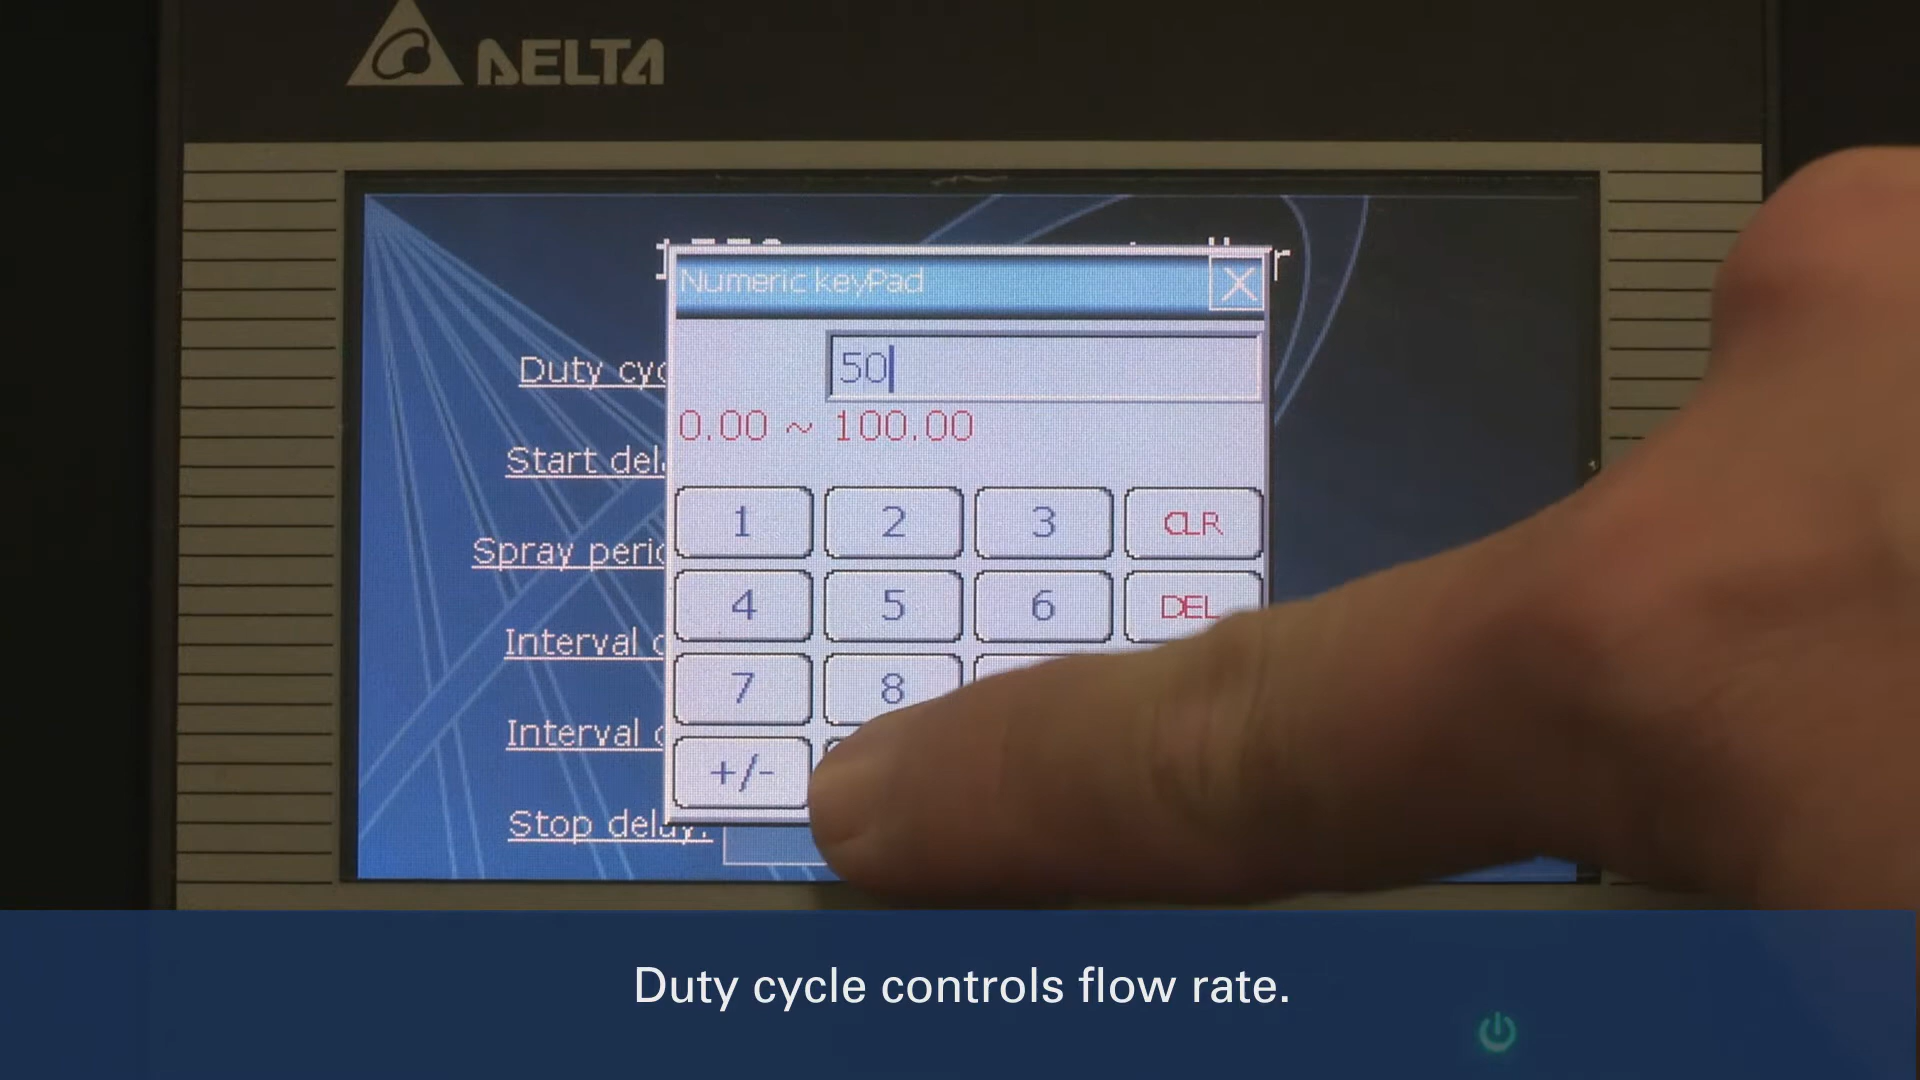 DELTA
Numeric keyPad
50
0.00 ~ 100.00
Duty cyc
Start del
Spray peri
Interval
Interval
Stop delay:
1 2 3 CLR
4 5 6 DEL
7 8
+/-
Duty cycle controls flow rate.